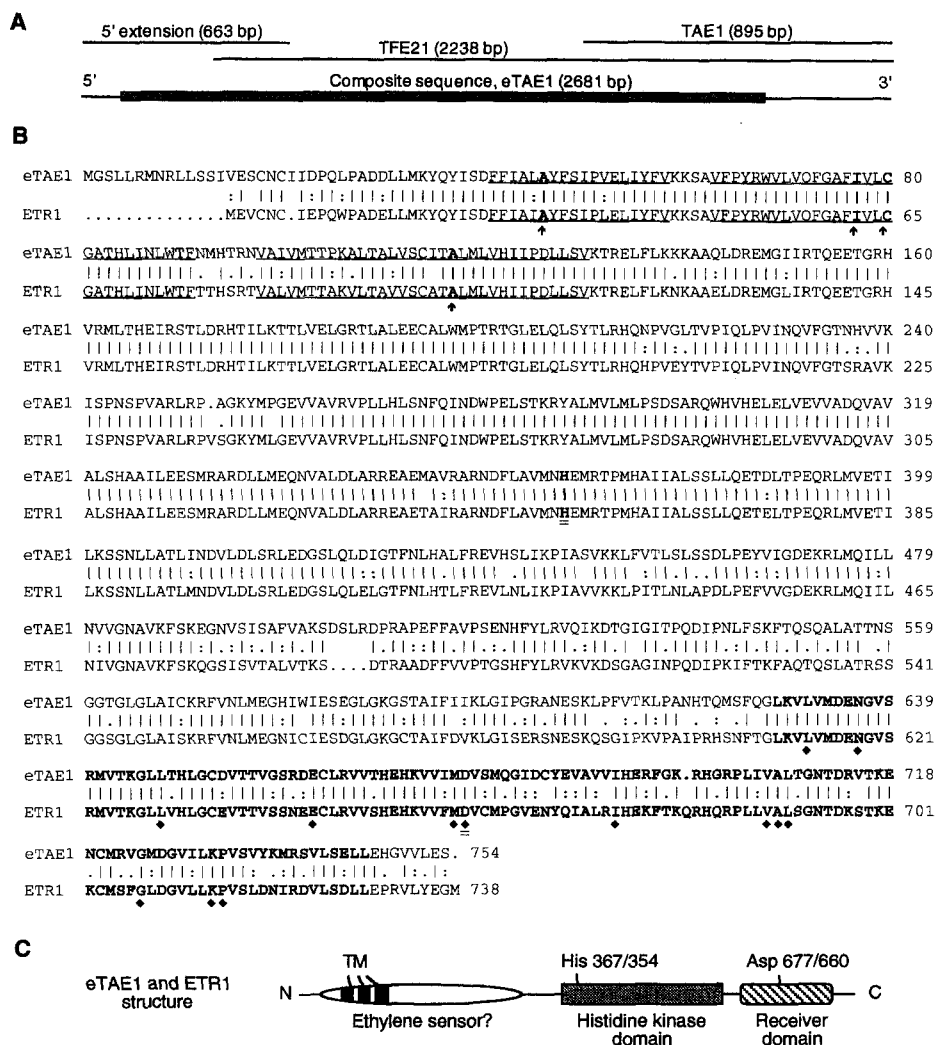 A
5' extension (663 bp)
TAE1 (895 bp)
TFE21 (2238 bp)
5' Composite sequence, eTAE1 (2681 bp) 3'
B
eTAE1 MGSLLRMNRLLSSIVESCNCIIDPQLPADDLLMKYQYISDFFIALAYFSIPVELIYFVKKSAVFPYRWVLVQFGAFIVLC 80
ETR1 ...............MEVCNC.IEPQWPADELLMKYQYISDFFIAIAYFSIPLELIYFVKKSAVFPYRWVLVQFGAFIVLC 65
eTAE1 GATHLINLWTFNMHTRNVAIVMTTPKALTALVSCITALMLVHIIPDLLSVKTRELFLKKKAAQLDREMGIIRTQEETGRH 160
ETR1 GATHLINLWTFTTHSRTVALVMTTAKVLTAVVSCATALMLVHIIPDLLSVKTRELFLKNKAAELDREMGLIRTQEETGRH 145
eTAE1 VRMLTHEIRSTLDRHTILKTTLVELGRTLALEECALWMPTRTGLELQLSYTLRHQNPVGLTVPIQLPVINQVFGTNHVVK 240
ETR1 VRMLTHEIRSTLDRHTILKTTLVELGRTLALEECALWMPTRTGLELQLSYTLRHQHPVEYTVPIQLPVINQVFGTSRAVK 225
eTAE1 ISPNSPVARLRP.AGKYMPGEVVAVRVPLLHLSNFQINDWPELSTKRYALMVLMLPSDSARQWHVHELELVEVVADQVAV 319
ETR1 ISPNSPVARLRPVSGKYMLGEVVAVRVPLLHLSNFQINDWPELSTKRYALMVLMLPSDSARQWHVHELELVEVVADQVAV 305
eTAE1 ALSHAAILEESMRARDLLMEQNVALDLARREAEMAVRARNDFLAVMNHEMRTPMHAIIALSSLLQETDLTPEQRLMVETI 399
ETR1 ALSHAAILEESMRARDLLMEQNVALDLARREAETAIRARNDFLAVMNHEMRTPMHAIIALSSLLQETELTPEQRLMVETI 385
eTAE1 LKSSNLLATLINDVLDLSRLEDGSLQLDIGTFNLHALFREVHSLIKPIASVKKLFVTLSLSSDLPEYVIGDEKRLMQILL 479
ETR1 LKSSNLLATLMNDVLDLSRLEDGSLQLELGTFNLHTLFREVLNLIKPIAVVKKLPITLNLAPDLPEFVVGDEKRLMQIIL 465
eTAE1 NVVGNAVKFSKEGNVSISAFVAKSDSLRDPRAPEFFAVPSENHFYLRVQIKDTGIGITPQDIPNLFSKFTQSQALATTNS 559
ETR1 NIVGNAVKFSKQGSISVTALVTKS....DTRAADFFVVPTGSHFYLRVKVKDSGAGINPQDIPKIFTKFAQTQSLATRSS 541
eTAE1 GGTGLGLAICKRFVNLMEGHIWIESEGLGKGSTAIFIIKLGIPGRANESKLPFVTKLPANHTQMSFQGLKVLVMDENGVS 639
ETR1 GGSGLGLAISKRFVNLMEGNICIESDGLGKGSTAIFDVKLGISERSNESKQSGIPKVPAIPRHSNFTGLKVLVMDENGVS 621
eTAE1 RMVTKGLLTHLGCDVTTVGSRDECLRVVTHEHKVVIMDVSMQGIDCYEVAVVIHERFGK.RHGRPLIVALTGNTDRVTKE 718
ETR1 RMVTKGLLVHLGCEVTTVSSNEECLRVVSHEHKVVFMDVCMPGVENYQIALRIHEKFTKQRHQRPLLVALSGNTDKSTKE 701
eTAE1 NCMRVGMDGVILKPVSVYKMRSVLSELLEHGVVLES. 754
ETR1 KCMSFGLDGVLLKPVSLDNIRDVLSDLLEPRVLYEGM 738
C
eTAE1 and ETR1 structure
N TM His 367/354 Asp 677/660 C
Ethylene sensor? Histidine kinase domain Receiver domain